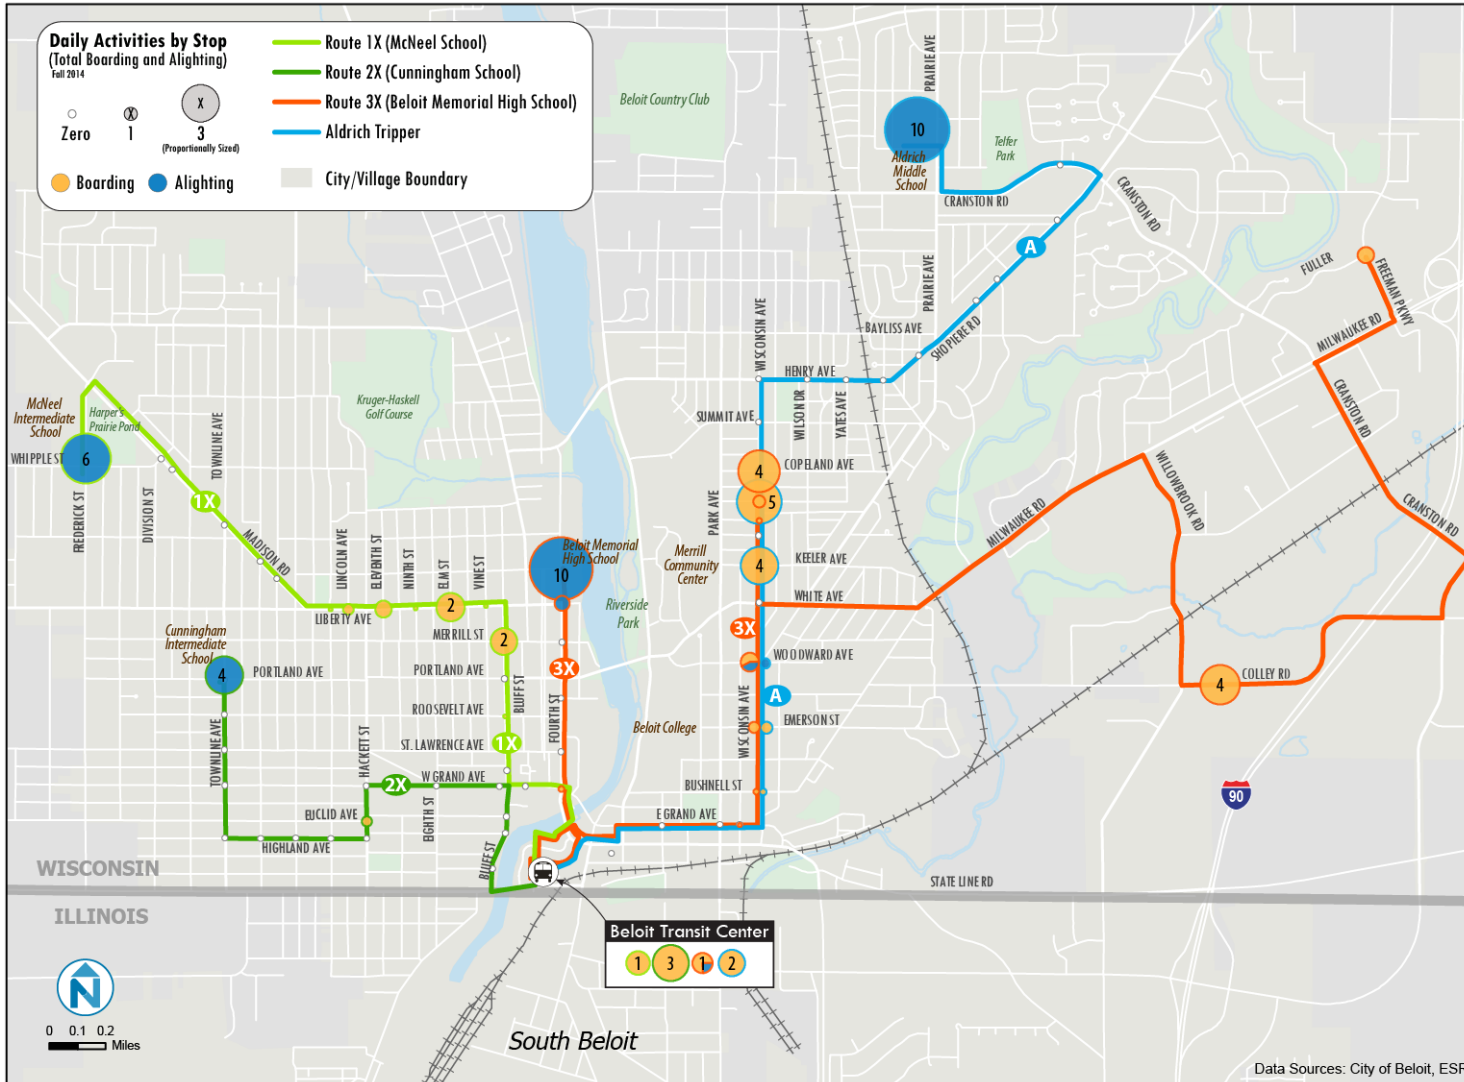 Daily Activities by Stop
(Total Boarding and Alighting)
Fall 2014
X
X
Zero
1
3
(Proportionally Sized)
Boarding
Alighting
Route 1X (McNeel School)
Route 2X (Cunningham School)
Route 3X (Beloit Memorial High School)
Aldrich Tripper
City/Village Boundary
Beloit Country Club
PRAIRIE AVE
10
Aldrich
Middle
School
Telfer
Park
CRANSTON RD
CRANSTON RD
A
FULLER
FREEMAN PKWY
PRAIRIE AVE
BAYLISS AVE
SHOPIERE RD
MILWAUKEE RD
WISCONSIN AVE
HENRY AVE
WILSON DR
YATES AVE
SUMMIT AVE
CRANSTON RD
McNeel
Intermediate
School
Harper's
Prairie Pond
Kruger-Haskell
Golf Course
TOWNLINE AVE
WHIPPLE ST
6
4
COPELAND AVE
WILLOWBROOK RD
FREDERICK ST
DIVISION ST
1X
PARK AVE
5
MILWAUKEE RD
CRANSTON RD
MADISON RD
LINCOLN AVE
ELEVENTH ST
NINTH ST
ELM ST
VINE ST
Beloit Memorial
High School
10
Merrill
Community
Center
4
KEELER AVE
WHITE AVE
LIBERTY AVE
2
Riverside
Park
Cunningham
Intermediate
School
MERRILL ST
2
3X
WOODWARD AVE
4
PORTLAND AVE
PORTLAND AVE
3X
COLLEY RD
4
BLUFF ST
A
ROOSEVELT AVE
FOURTH ST
Beloit College
WISCONSIN AVE
EMERSON ST
TOWNLINE AVE
HACKETT ST
ST. LAWRENCE AVE
1X
2X
W GRAND AVE
BUSHNELL ST
90
EUCLID AVE
EIGHTH ST
E GRAND AVE
HIGHLAND AVE
BLUFF ST
WISCONSIN
STATE LINE RD
ILLINOIS
Beloit Transit Center
1
3
1
2
N
0 0.1 0.2
Miles
South Beloit
Data Sources: City of Beloit, ESR